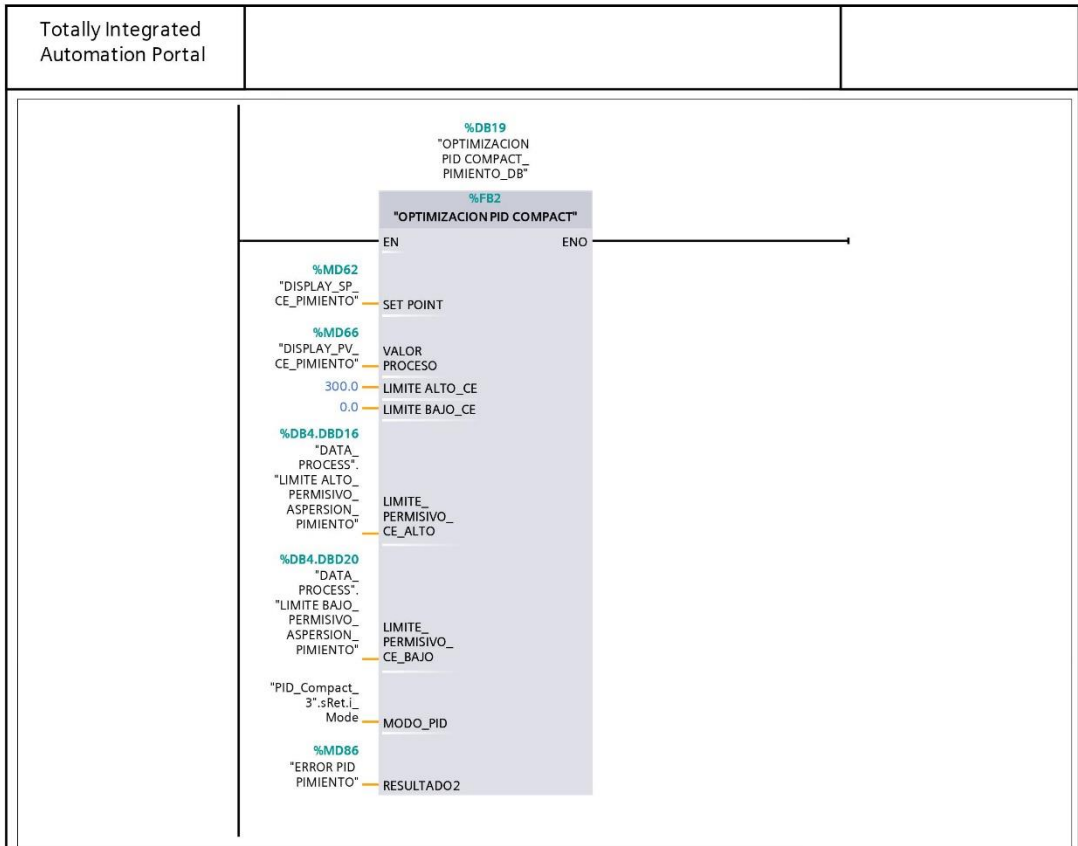 Totally Integrated
Automation Portal
%DB19
"OPTIMIZACION
PID COMPACT_
PIMIENTO_DB"
%FB2
"OPTIMIZACION PID COMPACT"
EN
ENO
%MD62
"DISPLAY_SP_
CE_PIMIENTO"
SET POINT
%MD66
"DISPLAY_PV_
CE_PIMIENTO"
VALOR
PROCESO
300.0
LIMITE ALTO_CE
0.0
LIMITE BAJO_CE
%DB4.DBD16
"DATA_
PROCESS".
"LIMITE ALTO_
PERMISIVO_
ASPERSION_
PIMIENTO"
LIMITE_
PERMISIVO_
CE_ALTO
%DB4.DBD20
"DATA_
PROCESS".
"LIMITE BAJO_
PERMISIVO_
ASPERSION_
PIMIENTO"
LIMITE_
PERMISIVO_
CE_BAJO
"PID_Compact_
3".sRet.i_
Mode
MODO_PID
%MD86
"ERROR PID
PIMIENTO"
RESULTADO2